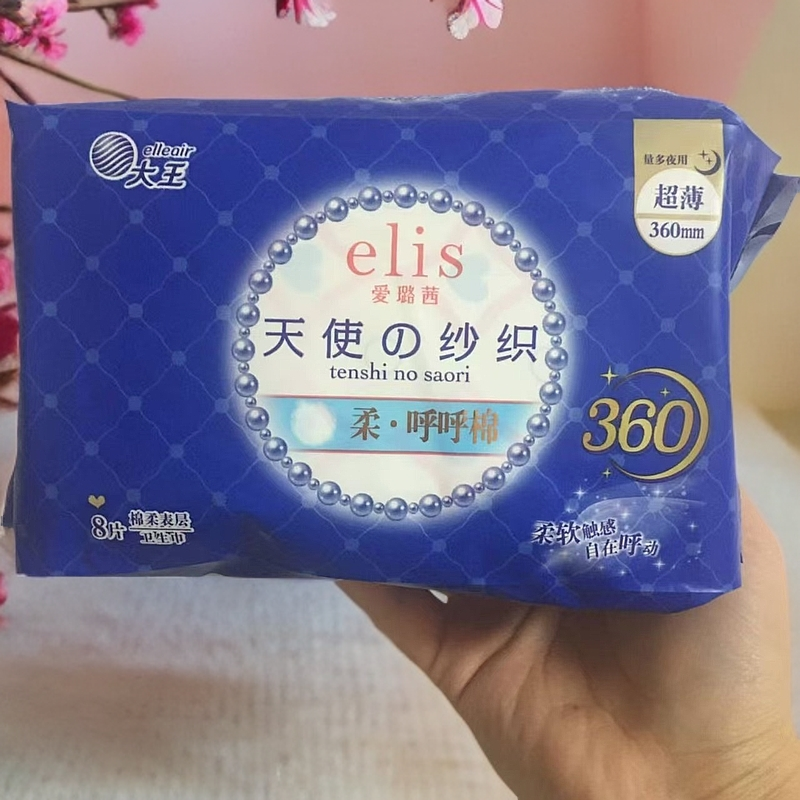 elleair
大王
量多夜用
超薄
360mm
elis
爱璐茜
天使の纱织
tenshi no saori
柔·呼呼棉
360
8片 棉柔表层
卫生巾
柔软触感
自在呼动